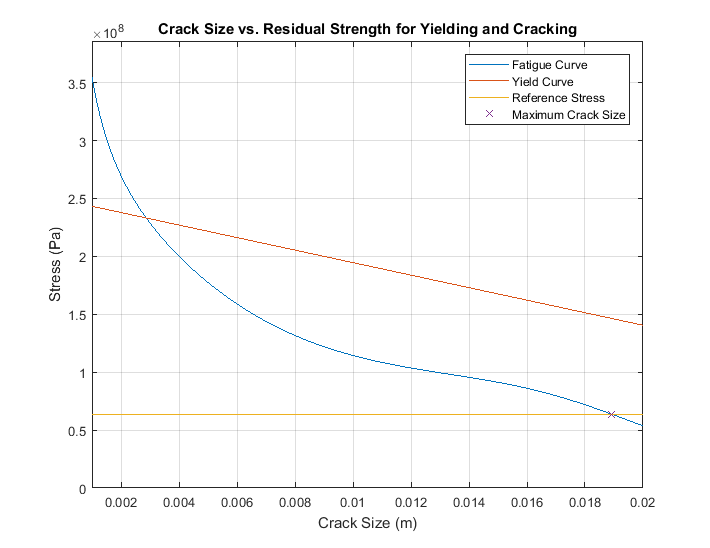 Crack Size vs. Residual Strength for Yielding and Cracking
×10⁸
Fatigue Curve
Yield Curve
Reference Stress
Maximum Crack Size
3.5
3
2.5
2
1.5
1
0.5
0
Stress (Pa)
0.002 0.004 0.006 0.008 0.01 0.012 0.014 0.016 0.018 0.02
Crack Size (m)